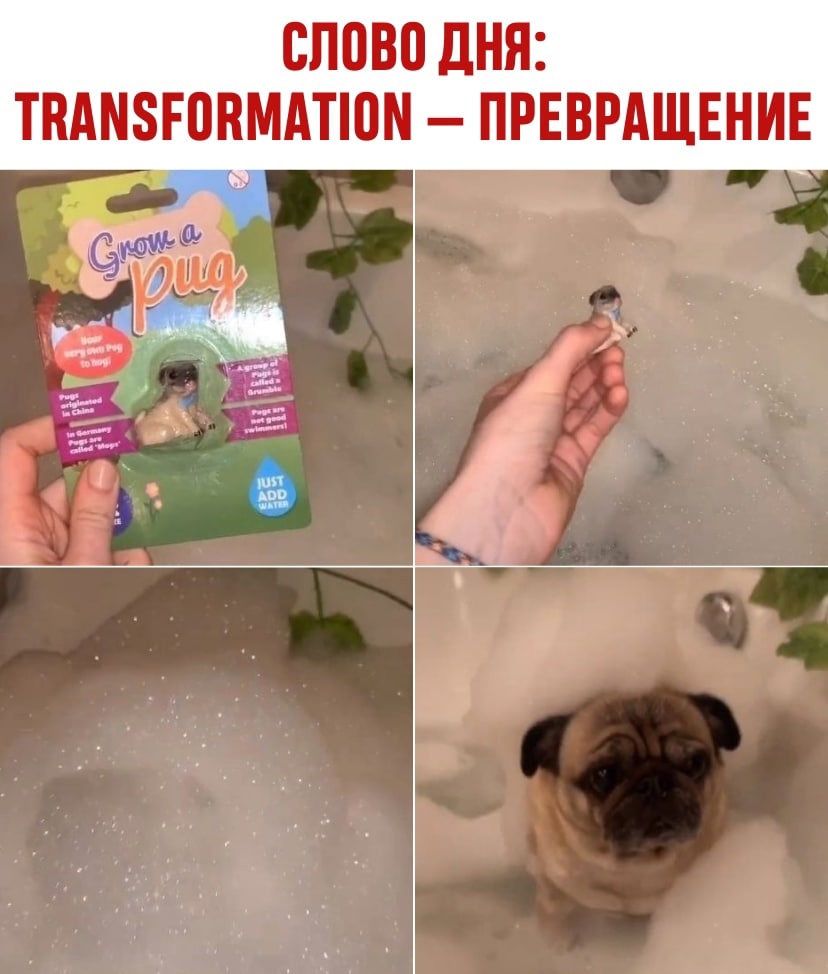 СЛОВО ДНЯ:
TRANSFORMATION – ПРЕВРАЩЕНИЕ
Grow a
Pug
Your
very own Pug
to hug!
Pugs
originated
in China
In Germany
Pugs are
called 'Mops'
A group of
Pugs is
called a
Grumble
Pugs are
not good
swimmers!
JUST
ADD
WATER